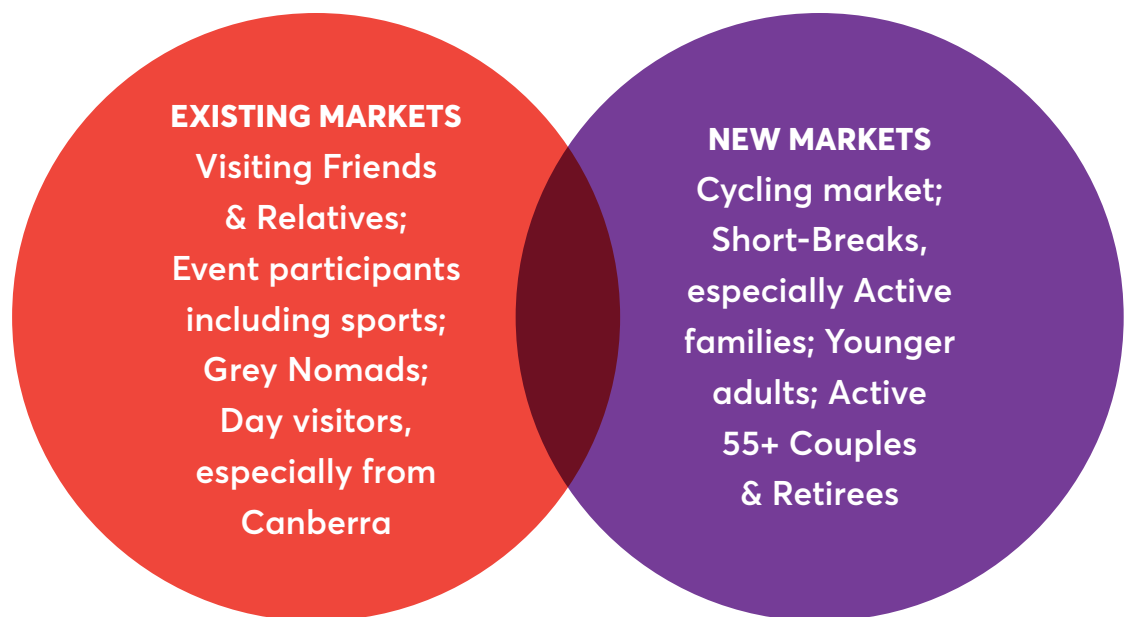 EXISTING MARKETS
Visiting Friends
& Relatives;
Event participants
including sports;
Grey Nomads;
Day visitors,
especially from
Canberra
NEW MARKETS
Cycling market;
Short-Breaks,
especially Active
families; Younger
adults; Active
55+ Couples
& Retirees